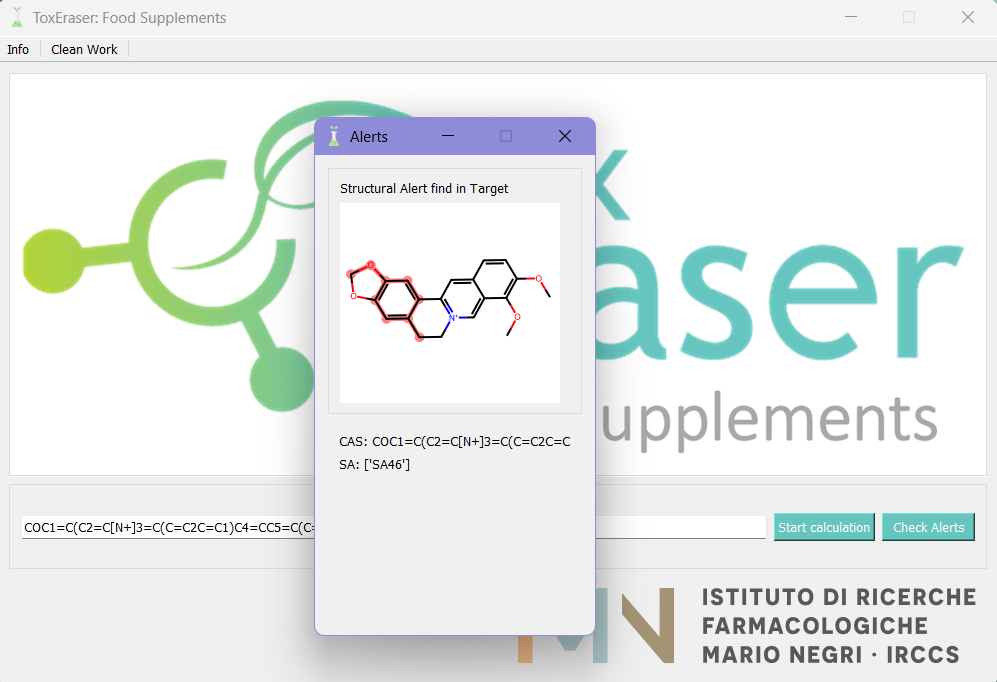 ToxEraser: Food Supplements
Info
Clean Work
Alerts
Structural Alert find in Target
O
O
N+
O
O
x
aser
upplements
CAS: COC1=C(C2=C[N+]3=C(C=C2C=C
SA: ['SA46']
COC1=C(C2=C[N+]3=C(C=C2C=C1)C4=CC5=C(C=
Start calculation
Check Alerts
ISTITUTO DI RICERCHE
FARMACOLOGICHE
MARIO NEGRI · IRCCS